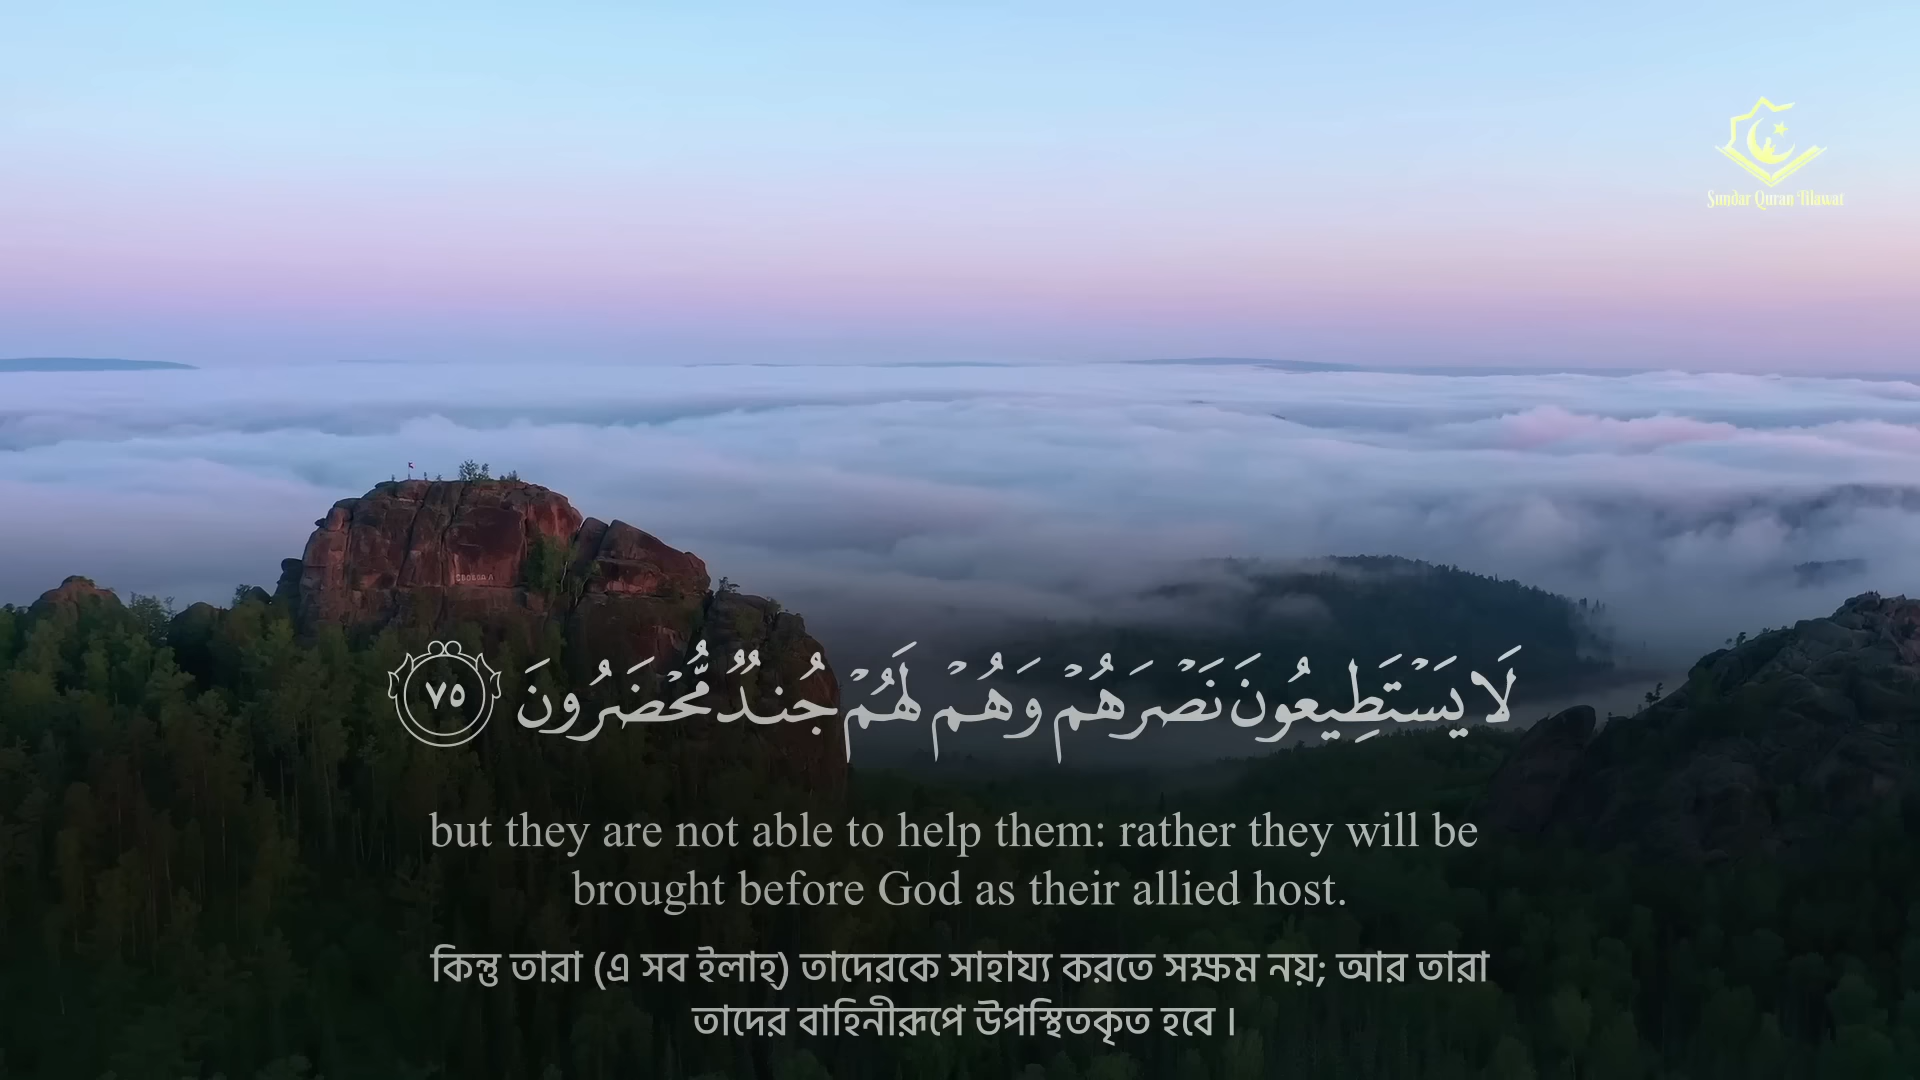 Sundar Quran Tilawat
СВОБОДА
لَا يَسْتَطِيعُونَ نَصْرَهُمْ وَهُمْ لَهُمْ جُندٌ مُّحْضَرُونَ ٧٥
but they are not able to help them: rather they will be
brought before God as their allied host.
কিন্তু তারা (এ সব ইলাহ্) তাদেরকে সাহায্য করতে সক্ষম নয়; আর তারা
তাদের বাহিনীরূপে উপস্থিতকৃত হবে ।